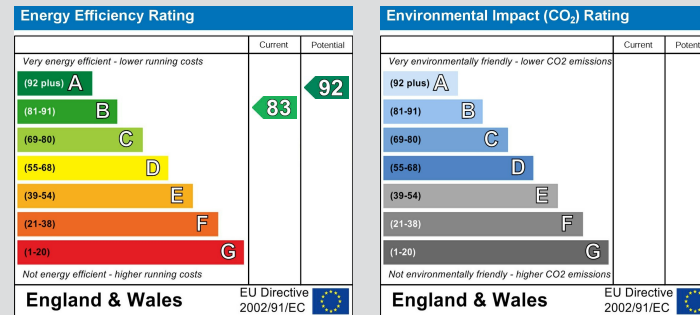 Energy Efficiency Rating
Current Potential
Very energy efficient - lower running costs
(92 plus) A
(81-91) B
(69-80) C
(55-68) D
(39-54) E
(21-38) F
(1-20) G
83
92
Not energy efficient - higher running costs
England & Wales
EU Directive
2002/91/EC
Environmental Impact (CO₂) Rating
Current Potent
Very environmentally friendly - lower CO2 emissions
(92 plus) A
(81-91) B
(69-80) C
(55-68) D
(39-54) E
(21-38) F
(1-20) G
Not environmentally friendly - higher CO2 emissions
England & Wales
EU Directive
2002/91/EC